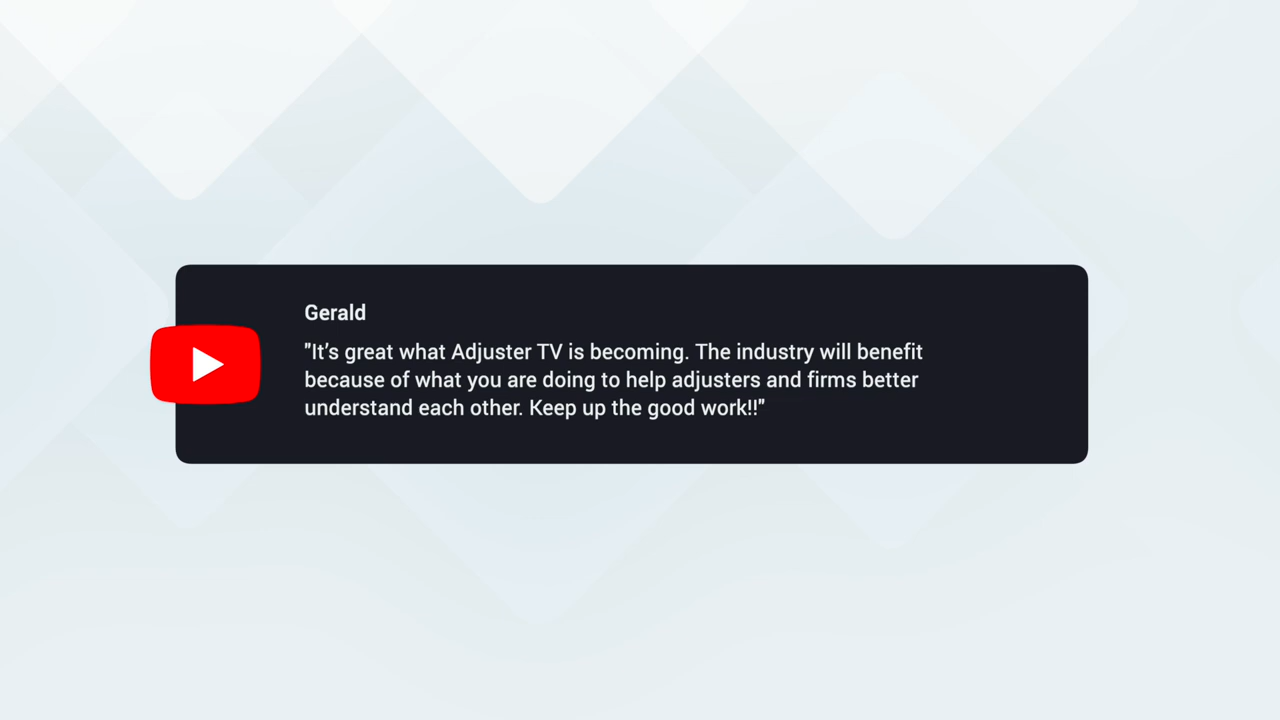 Gerald
"It’s great what Adjuster TV is becoming. The industry will benefit
because of what you are doing to help adjusters and firms better
understand each other. Keep up the good work!!"